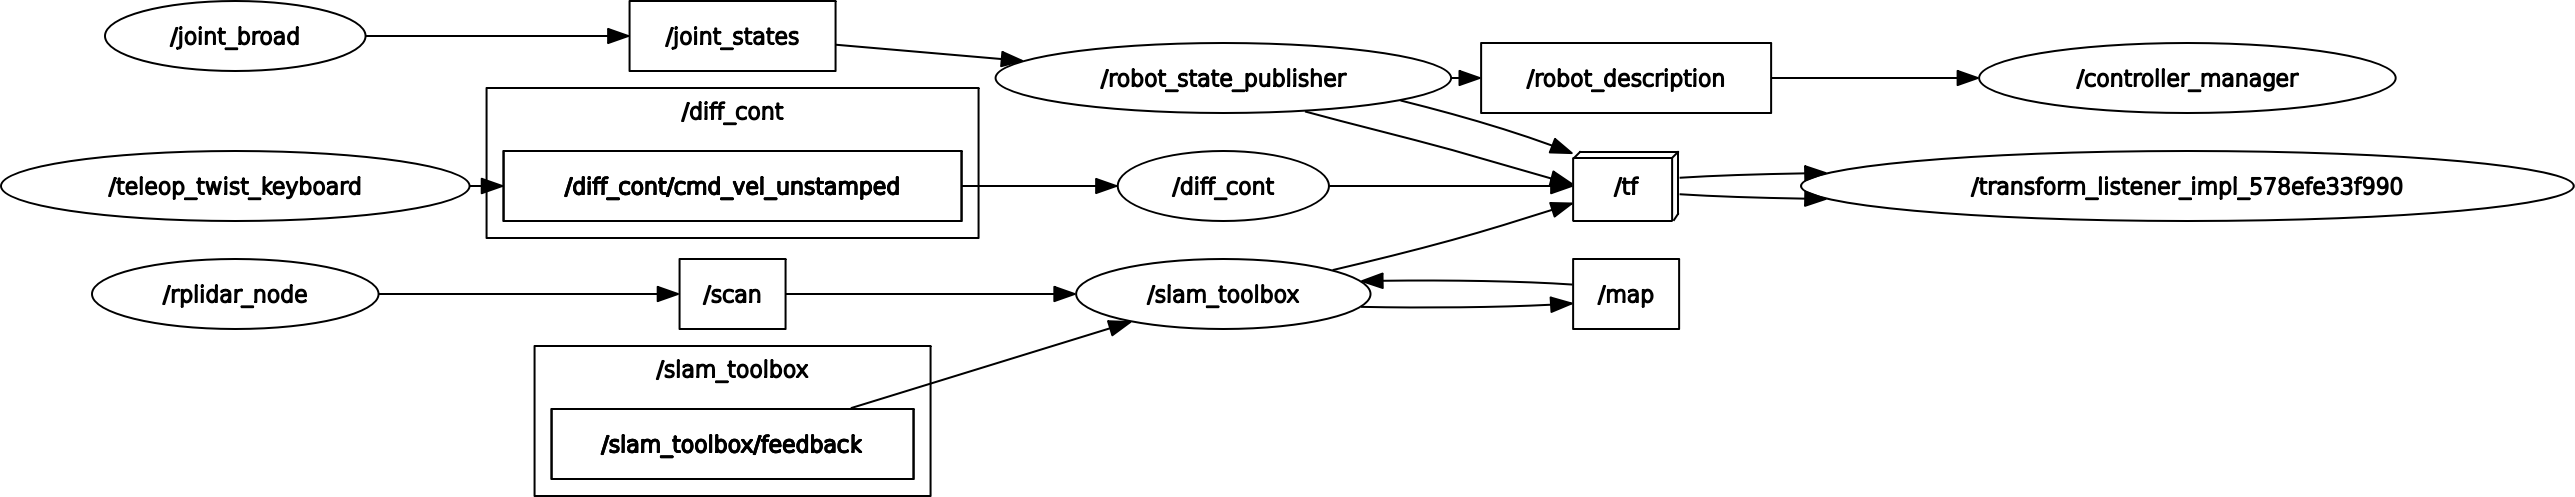 /joint_broad
/joint_states
/robot_state_publisher
/robot_description
/controller_manager
/diff_cont
/teleop_twist_keyboard
/diff_cont/cmd_vel_unstamped
/diff_cont
/tf
/transform_listener_impl_578efe33f990
/rplidar_node
/scan
/slam_toolbox
/map
/slam_toolbox
/slam_toolbox/feedback